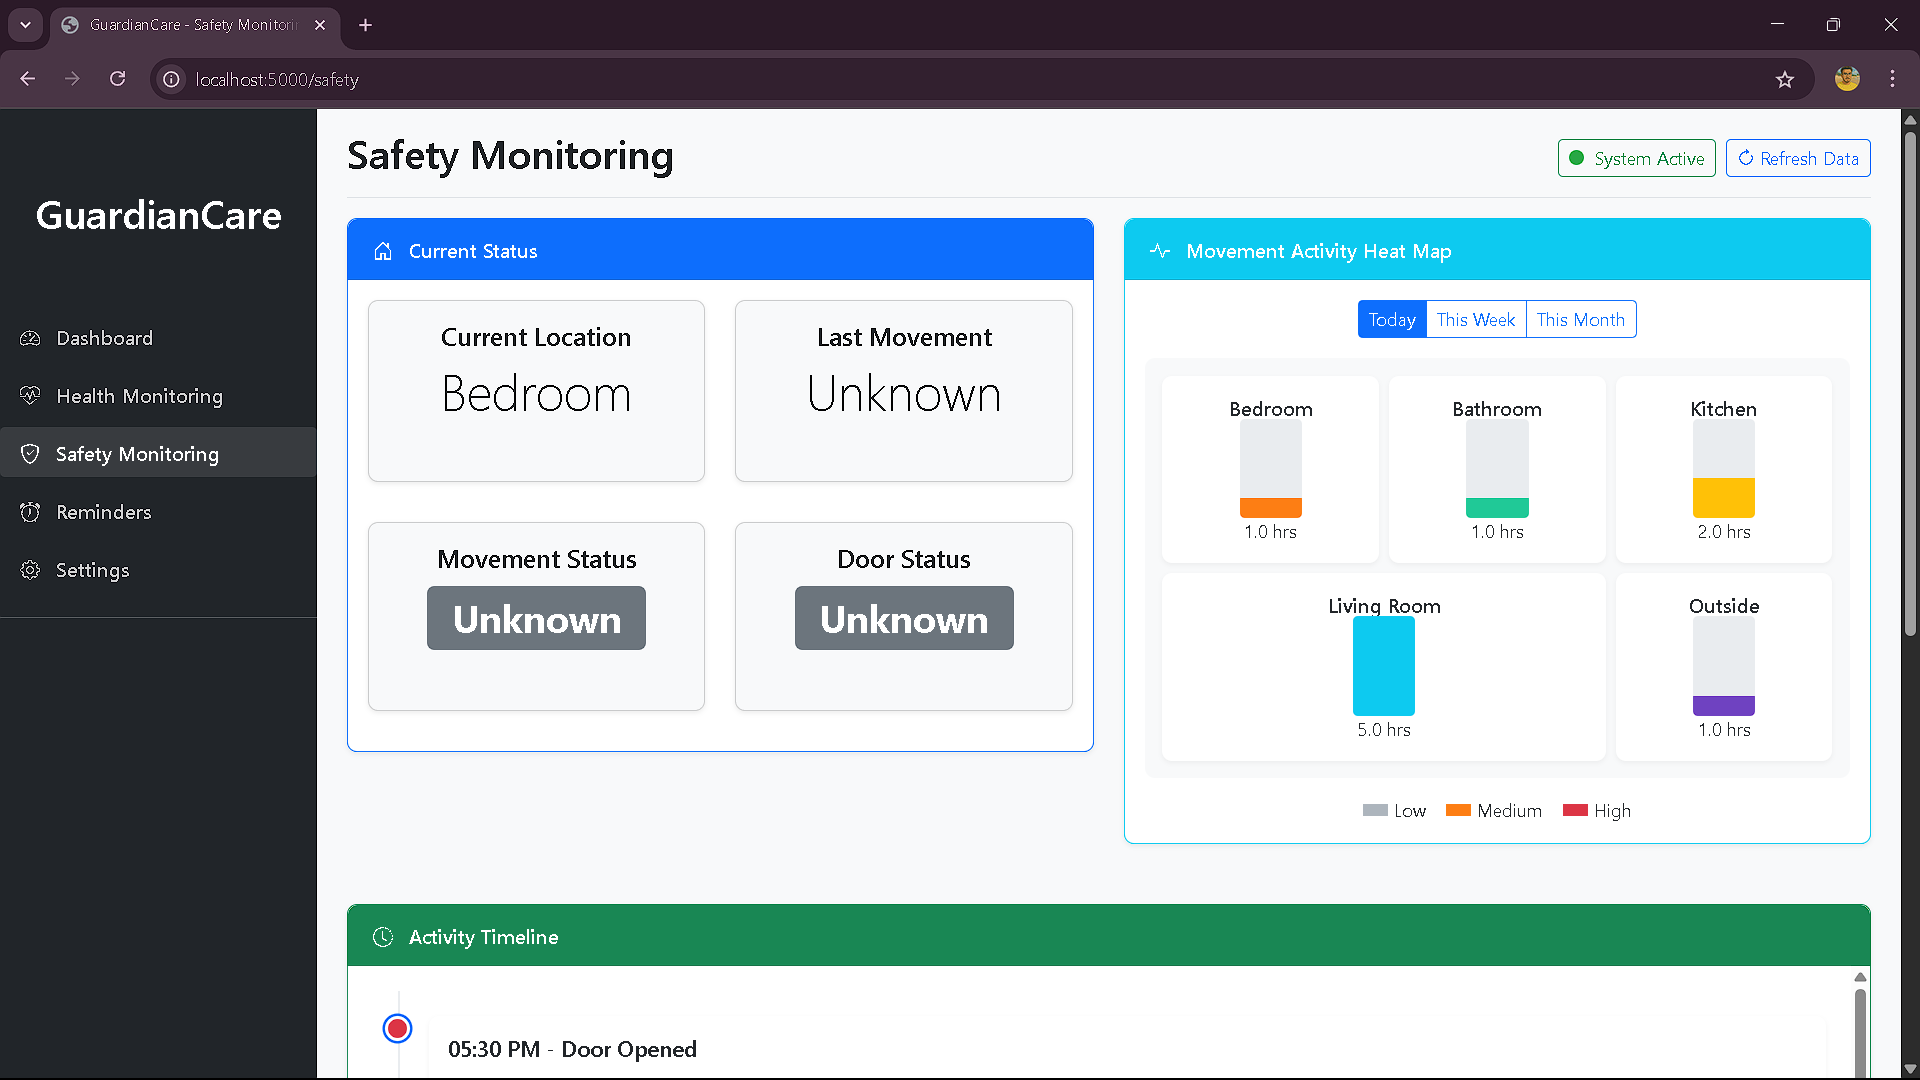 GuardianCare - Safety Monitorin
localhost:5000/safety
GuardianCare
Dashboard
Health Monitoring
Safety Monitoring
Reminders
Settings
Safety Monitoring
System Active
Refresh Data
Current Status
Current Location
Bedroom
Last Movement
Unknown
Movement Status
Unknown
Door Status
Unknown
Movement Activity Heat Map
Today
This Week
This Month
Bedroom
1.0 hrs
Bathroom
1.0 hrs
Kitchen
2.0 hrs
Living Room
5.0 hrs
Outside
1.0 hrs
Low
Medium
High
Activity Timeline
05:30 PM - Door Opened